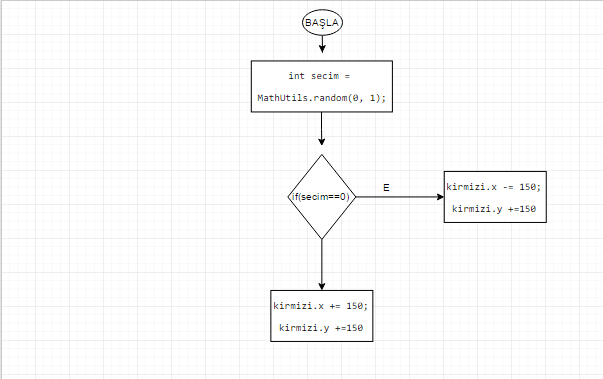 BAŞLA
int secim =
MathUtils.random(0, 1);
if(secim==0)
E
kirmizi.x -= 150;
kirmizi.y +=150
kirmizi.x += 150;
kirmizi.y +=150